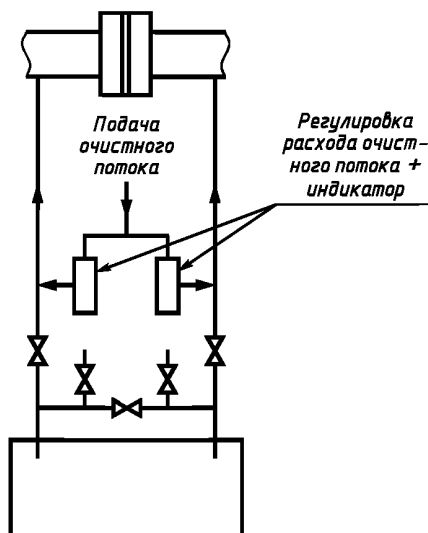 Подача
очистного
потока
Регулировка
расхода очист-
ного потока +
индикатор